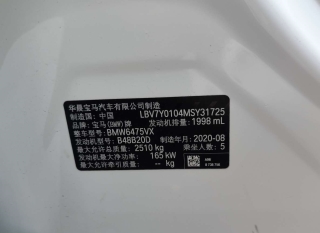 华晨宝马汽车有限公司制造
制造国：中国 LBV7Y0104MSY31725
品牌：宝马(BMW) 发动机排量：1998 mL
整车型号：BMW6475VX
发动机型号：B48B20D 制造年月：2020-08
最大允许总质量：2510 kg 乘坐人数：5
发动机最大净功率：165 kW
最大允许牵引质量：-- kg